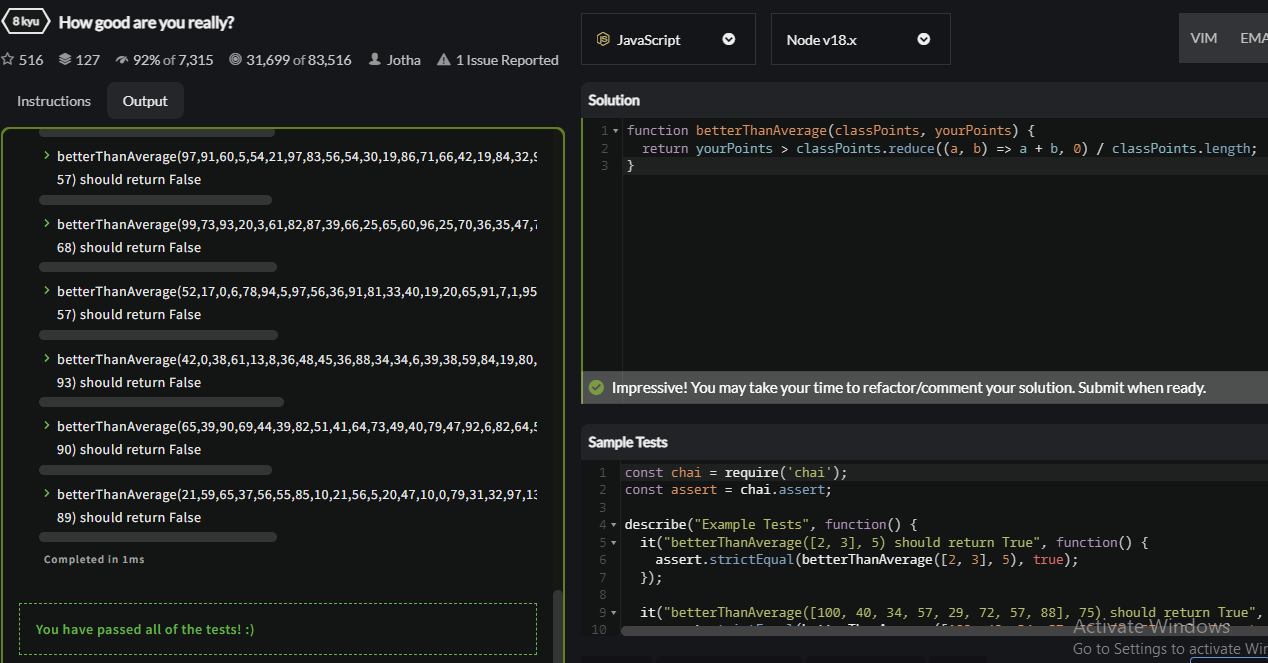 8 kyu How good are you really?
516 127 92% of 7,315 31,699 of 83,516 Jotha 1 Issue Reported
Instructions Output
betterThanAverage(97,91,60,5,54,21,97,83,56,54,30,19,86,71,66,42,19,84,32,9
57) should return False
betterThanAverage(99,73,93,20,3,61,82,87,39,66,25,65,60,96,25,70,36,35,47,7
68) should return False
betterThanAverage(52,17,0,6,78,94,5,97,56,36,91,81,33,40,19,20,65,91,7,1,95
57) should return False
betterThanAverage(42,0,38,61,13,8,36,48,45,36,88,34,34,6,39,38,59,84,19,80,
93) should return False
betterThanAverage(65,39,90,69,44,39,82,51,41,64,73,49,40,79,47,92,6,82,64,5
90) should return False
betterThanAverage(21,59,65,37,56,55,85,10,21,56,5,20,47,10,0,79,31,32,97,13
89) should return False
Completed in 1ms
You have passed all of the tests! :)
JavaScript Node v18.x VIM EMA
Solution
1 function betterThanAverage(classPoints, yourPoints) {
2 return yourPoints > classPoints.reduce((a, b) => a + b, 0) / classPoints.length;
3 }
Impressive! You may take your time to refactor/comment your solution. Submit when ready.
Sample Tests
1 const chai = require('chai');
2 const assert = chai.assert;
3
4 describe("Example Tests", function() {
5 it("betterThanAverage([2, 3], 5) should return True", function() {
6 assert.strictEqual(betterThanAverage([2, 3], 5), true);
7 });
8
9 it("betterThanAverage([100, 40, 34, 57, 29, 72, 57, 88], 75) should return True",
10
Activate Windows
Go to Settings to activate Win